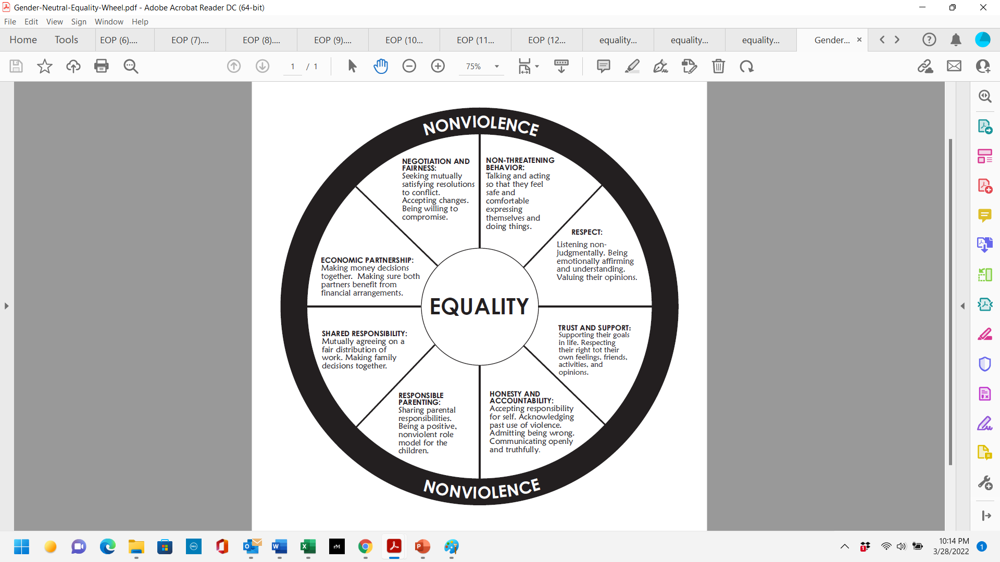 Gender-Neutral-Equality-Wheel.pdf - Adobe Acrobat Reader DC (64-bit)
File Edit View Sign Window Help
Home Tools EOP (6).... EOP (7).... EOP (8).... EOP (9).... EOP (10... EOP (11... EOP (12... equality... equality... equality... Gender...
1 / 1 75%
NONVIOLENCE
NEGOTIATION AND
FAIRNESS:
Seeking mutually
satisfying resolutions
to conflict.
Accepting changes.
Being willing to
compromise.
NON-THREATENING
BEHAVIOR:
Talking and acting
so that they feel
safe and
comfortable
expressing
themselves and
doing things.
RESPECT:
Listening non-
judgmentally. Being
emotionally affirming
and understanding.
Valuing their opinions.
ECONOMIC PARTNERSHIP:
Making money decisions
together. Making sure both
partners benefit from
financial arrangements.
EQUALITY
SHARED RESPONSIBILITY:
Mutually agreeing on a
fair distribution of
work. Making family
decisions together.
TRUST AND SUPPORT:
Supporting their goals
in life. Respecting
their right tot their
own feelings, friends,
activities, and
opinions.
RESPONSIBLE
PARENTING:
Sharing parental
responsibilities.
Being a positive,
nonviolent role
model for the
children.
HONESTY AND
ACCOUNTABILITY:
Accepting responsibility
for self. Acknowledging
past use of violence.
Admitting being wrong.
Communicating openly
and truthfully.
NONVIOLENCE
DELL
O
W
X
rM
P
1
10:14 PM
3/28/2022
1